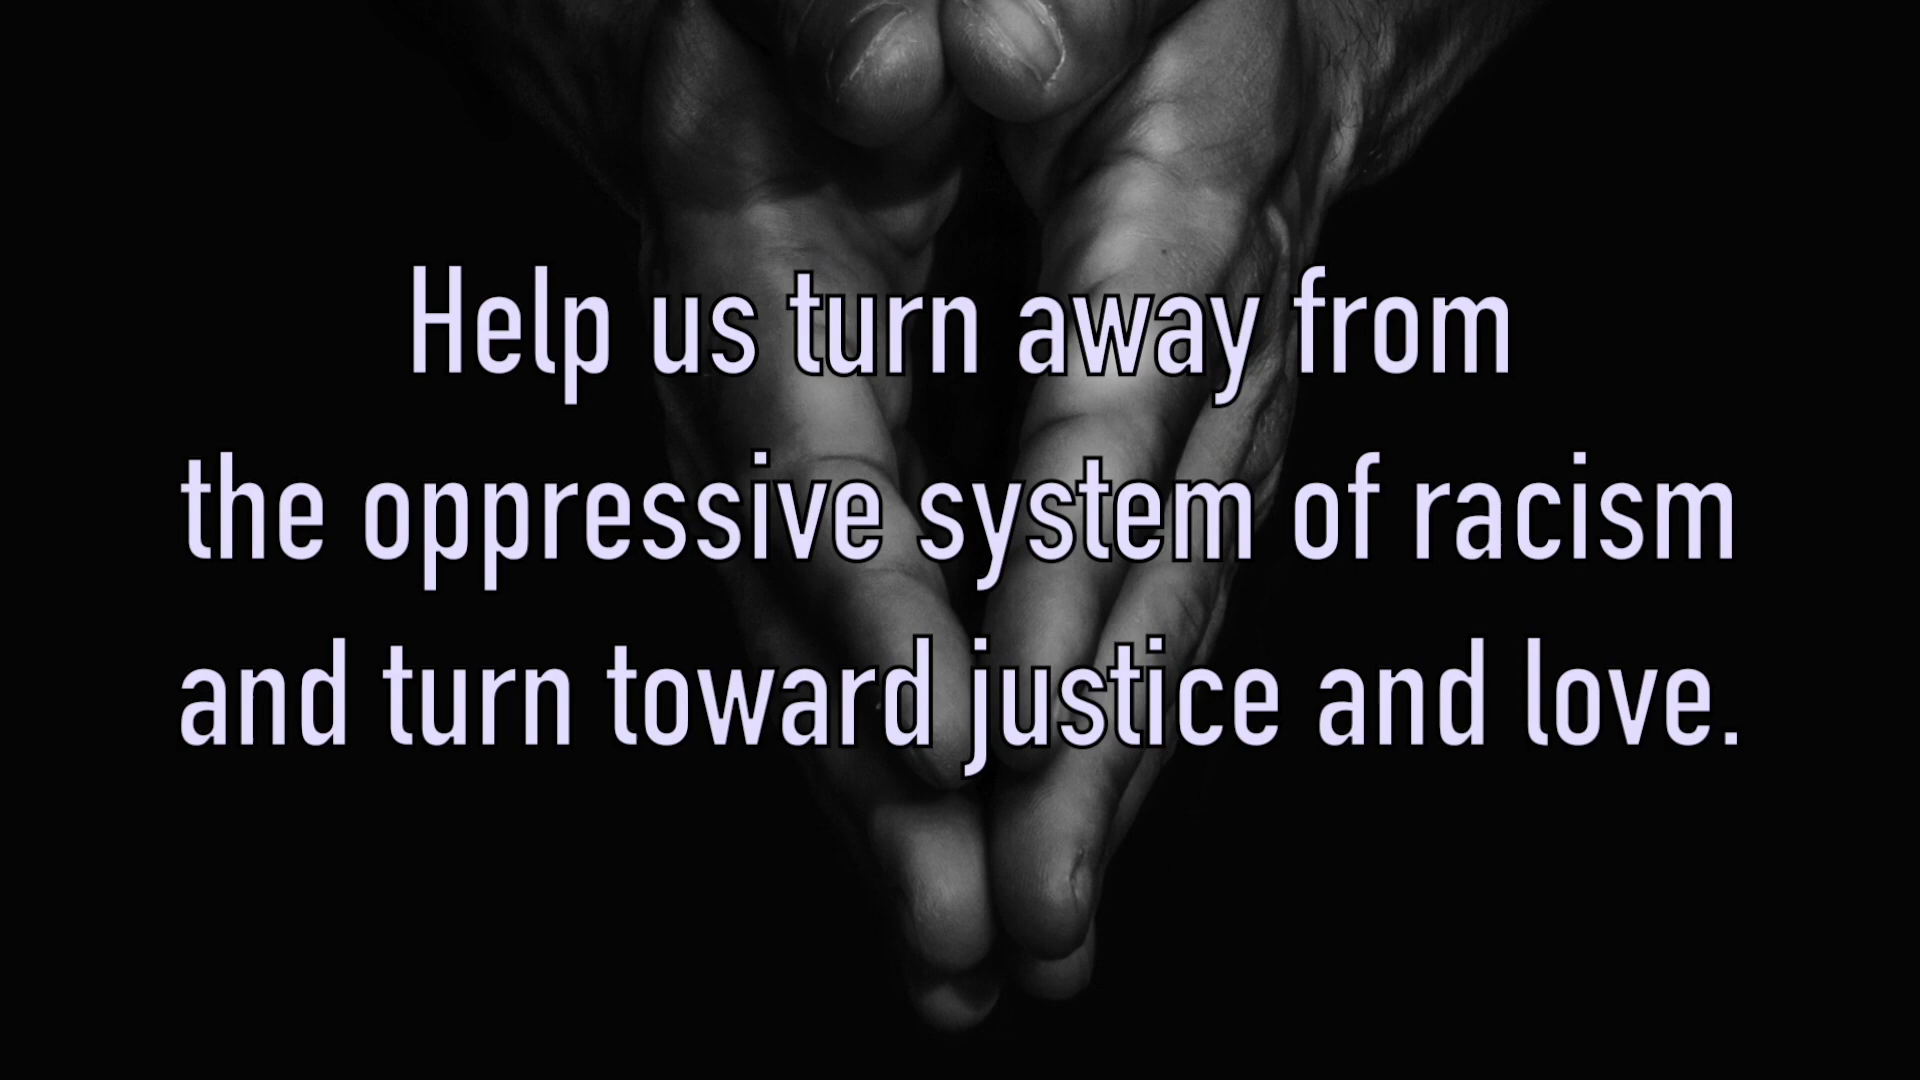 Help us turn away from
the oppressive system of racism
and turn toward justice and love.